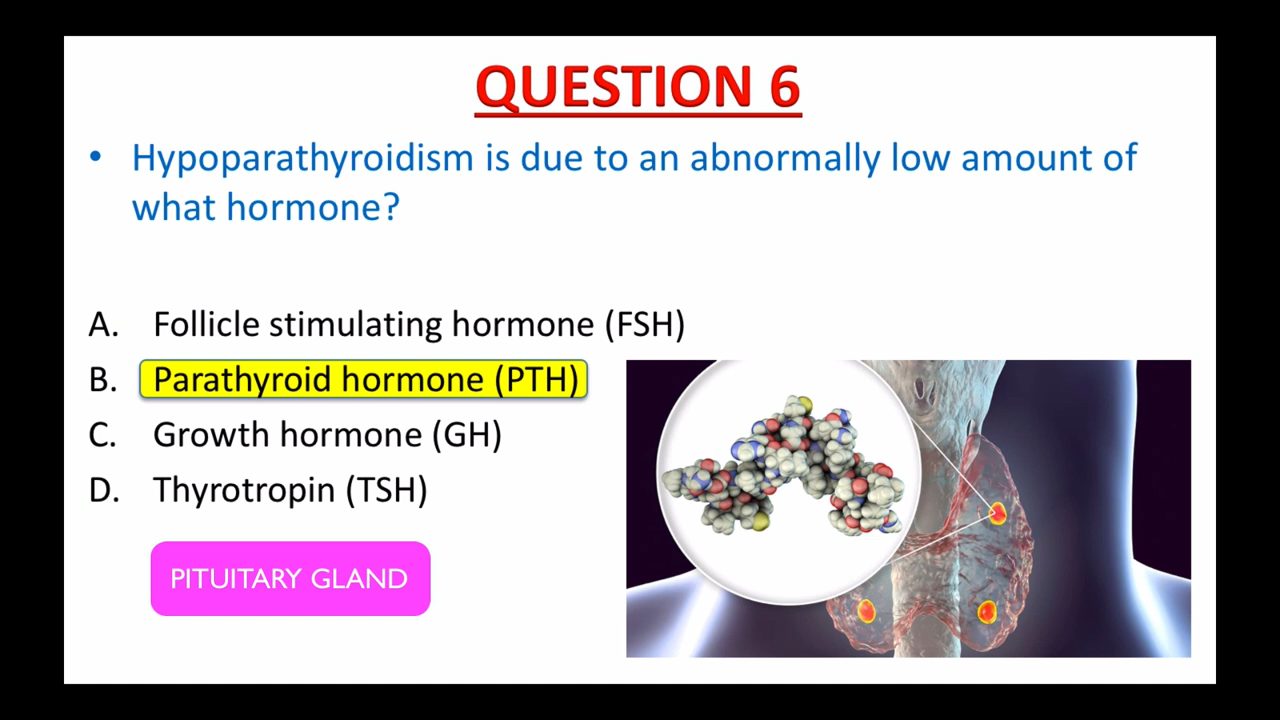 QUESTION 6
• Hypoparathyroidism is due to an abnormally low amount of
what hormone?
A. Follicle stimulating hormone (FSH)
B. Parathyroid hormone (PTH)
C. Growth hormone (GH)
D. Thyrotropin (TSH)
PITUITARY GLAND